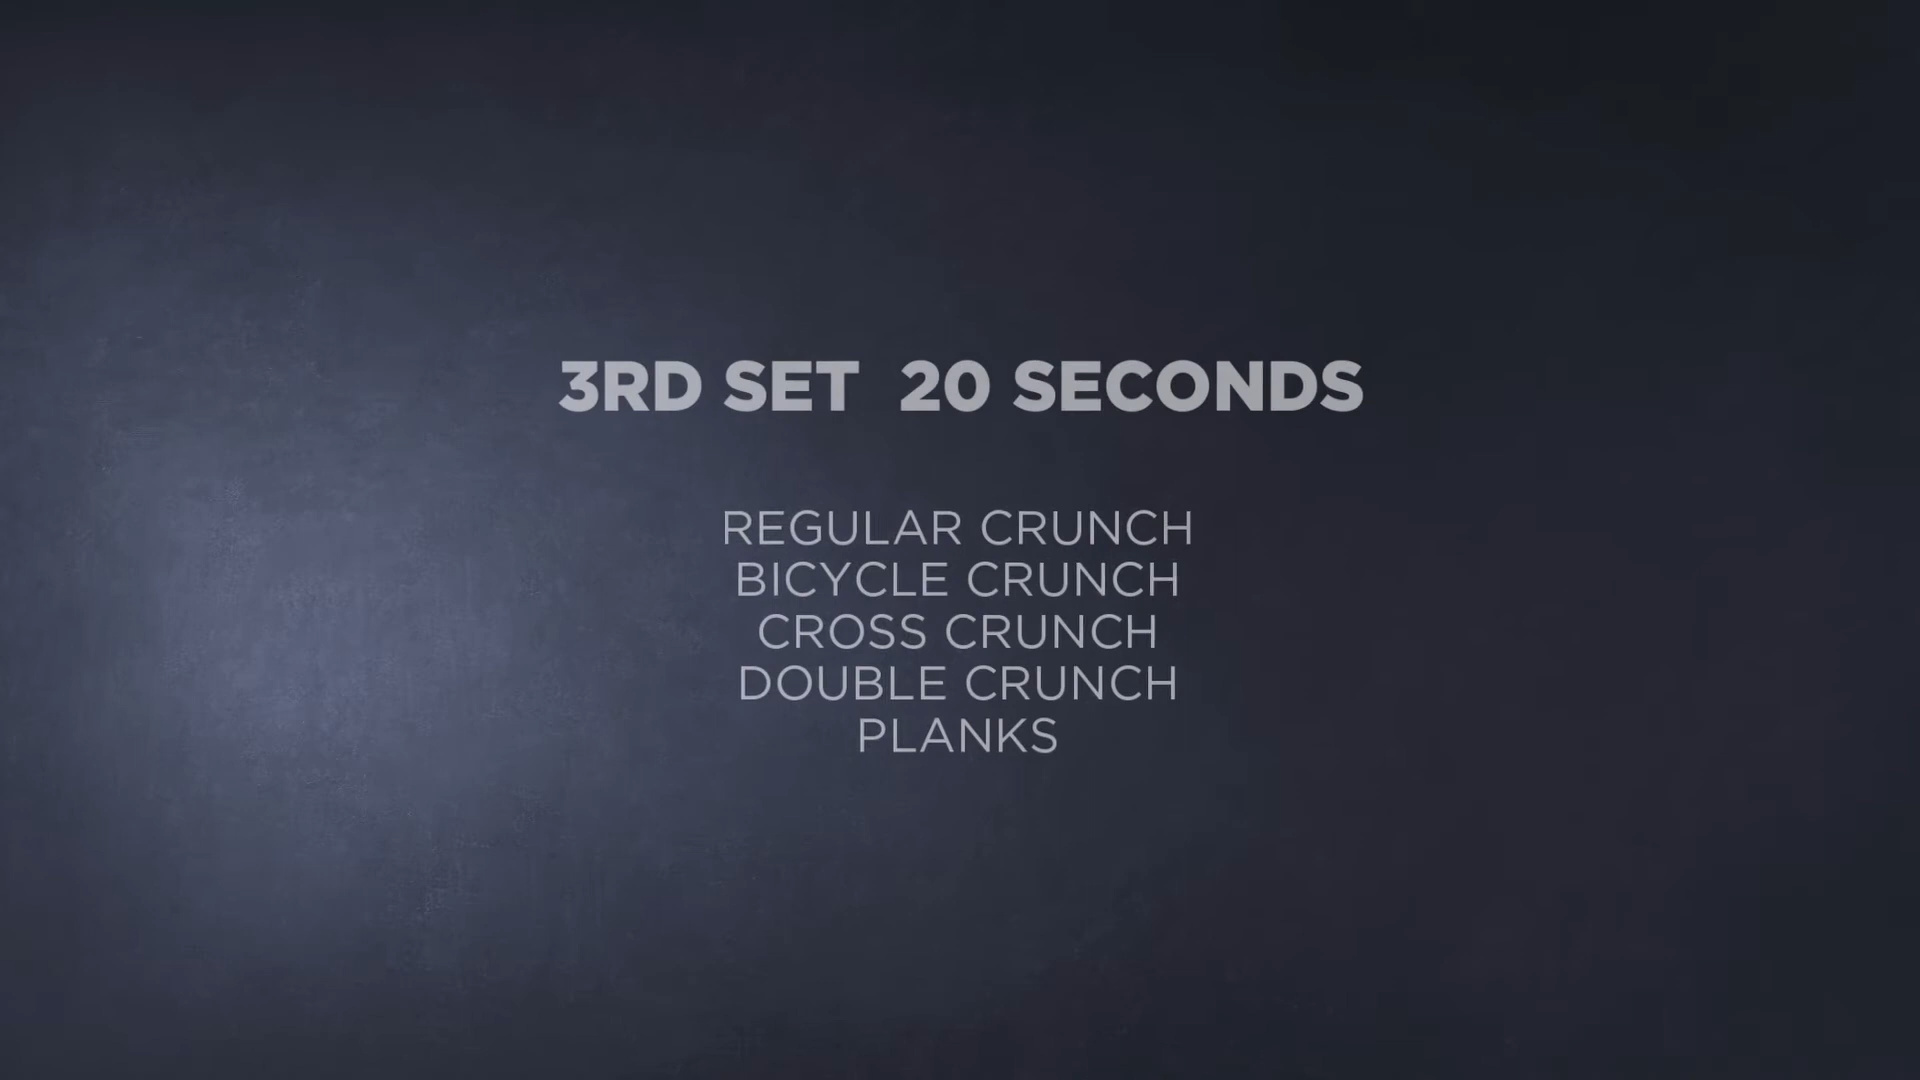 3RD SET 20 SECONDS
REGULAR CRUNCH
BICYCLE CRUNCH
CROSS CRUNCH
DOUBLE CRUNCH
PLANKS